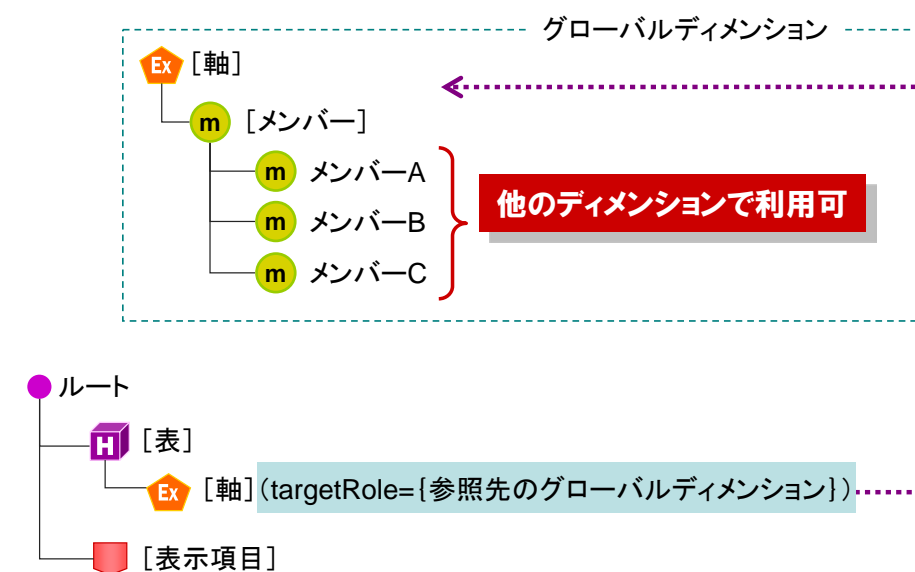 グローバルディメンション
Ex [軸]
m [メンバー]
m メンバーA
m メンバーB
m メンバーC
他のディメンションで利用可
ルート
H [表]
Ex [軸](targetRole={参照先のグローバルディメンション})
[表示項目]